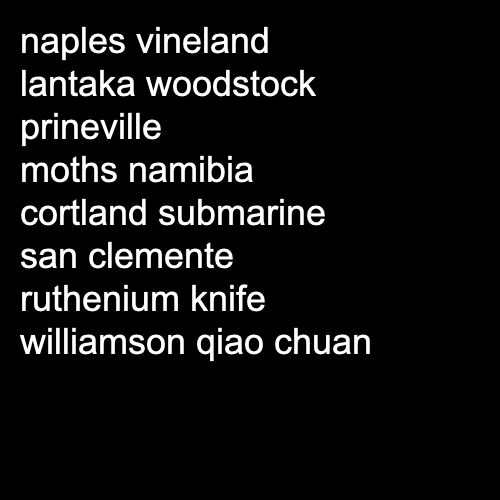 naples vineland
lantaka woodstock
prineville
moths namibia
cortland submarine
san clemente
ruthenium knife
williamson qiao chuan